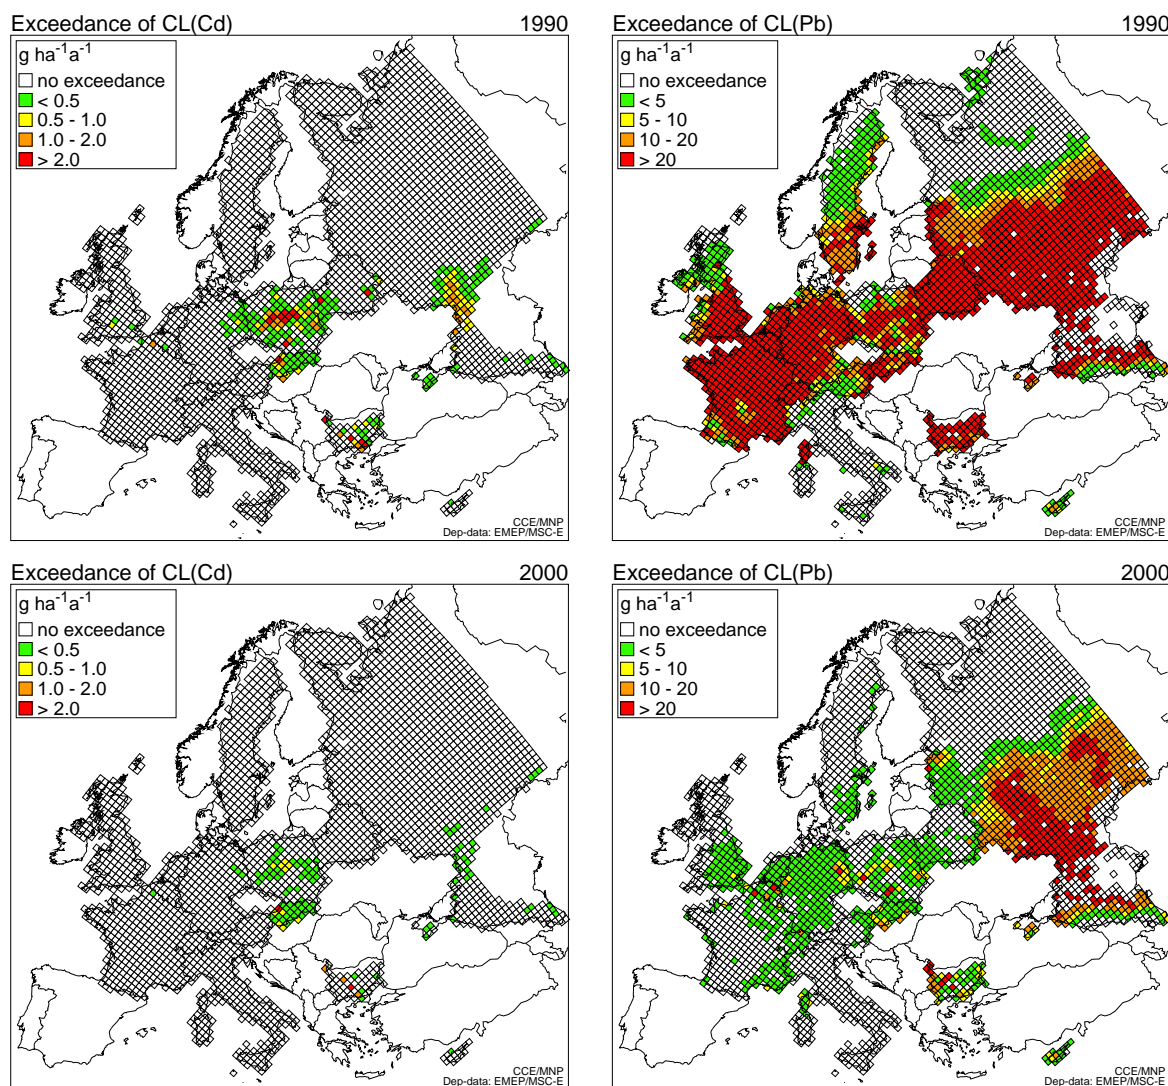 Exceedance of CL(Cd) 1990
g ha⁻¹a⁻¹
no exceedance
< 0.5
0.5 - 1.0
1.0 - 2.0
> 2.0
CCE/MNP
Dep-data: EMEP/MSC-E
Exceedance of CL(Pb) 1990
g ha⁻¹a⁻¹
no exceedance
< 5
5 - 10
10 - 20
> 20
CCE/MNP
Dep-data: EMEP/MSC-E
Exceedance of CL(Cd) 2000
g ha⁻¹a⁻¹
no exceedance
< 0.5
0.5 - 1.0
1.0 - 2.0
> 2.0
CCE/MNP
Dep-data: EMEP/MSC-E
Exceedance of CL(Pb) 2000
g ha⁻¹a⁻¹
no exceedance
< 5
5 - 10
10 - 20
> 20
CCE/MNP
Dep-data: EMEP/MSC-E